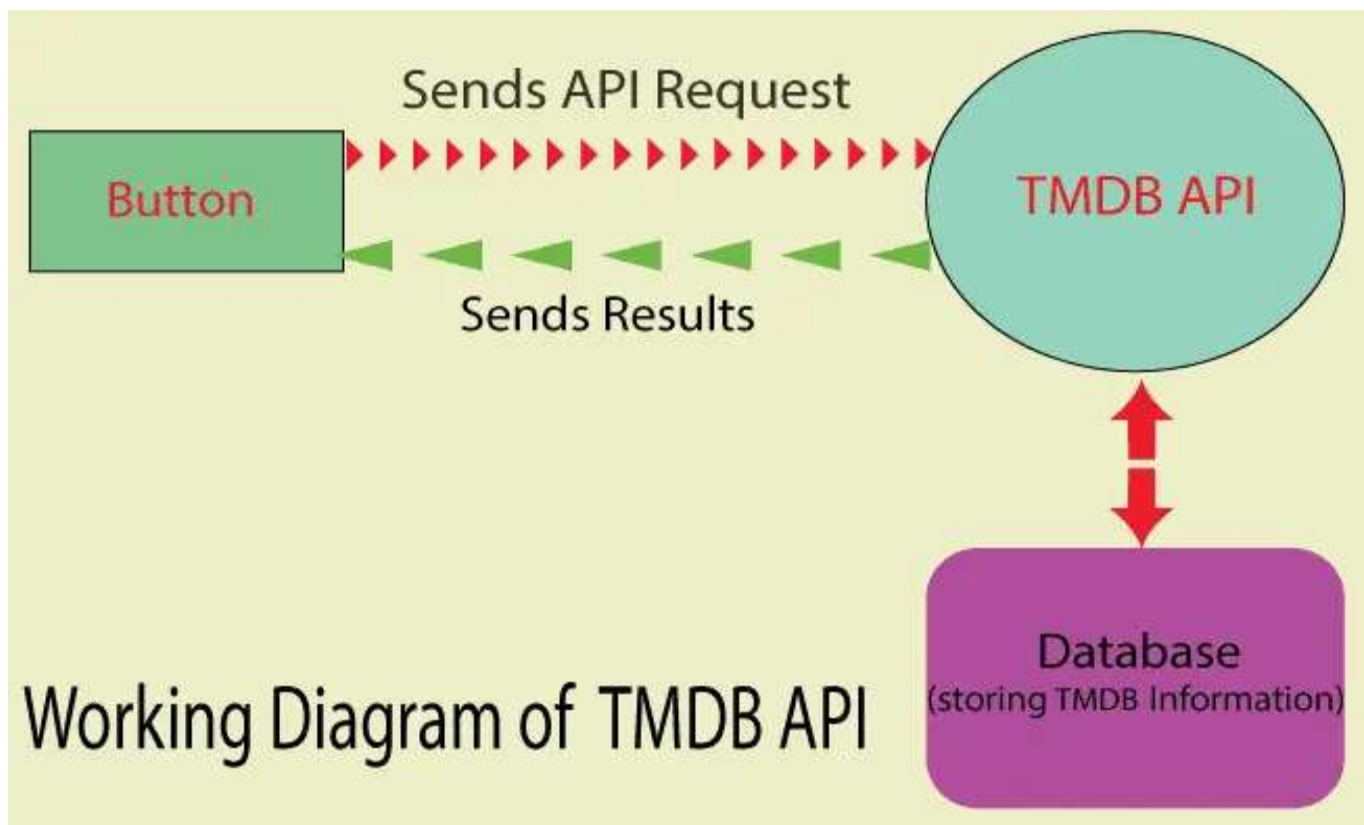 Sends API Request
Button
TMDB API
Sends Results
Database
(storing TMDB Information)
Working Diagram of TMDB API